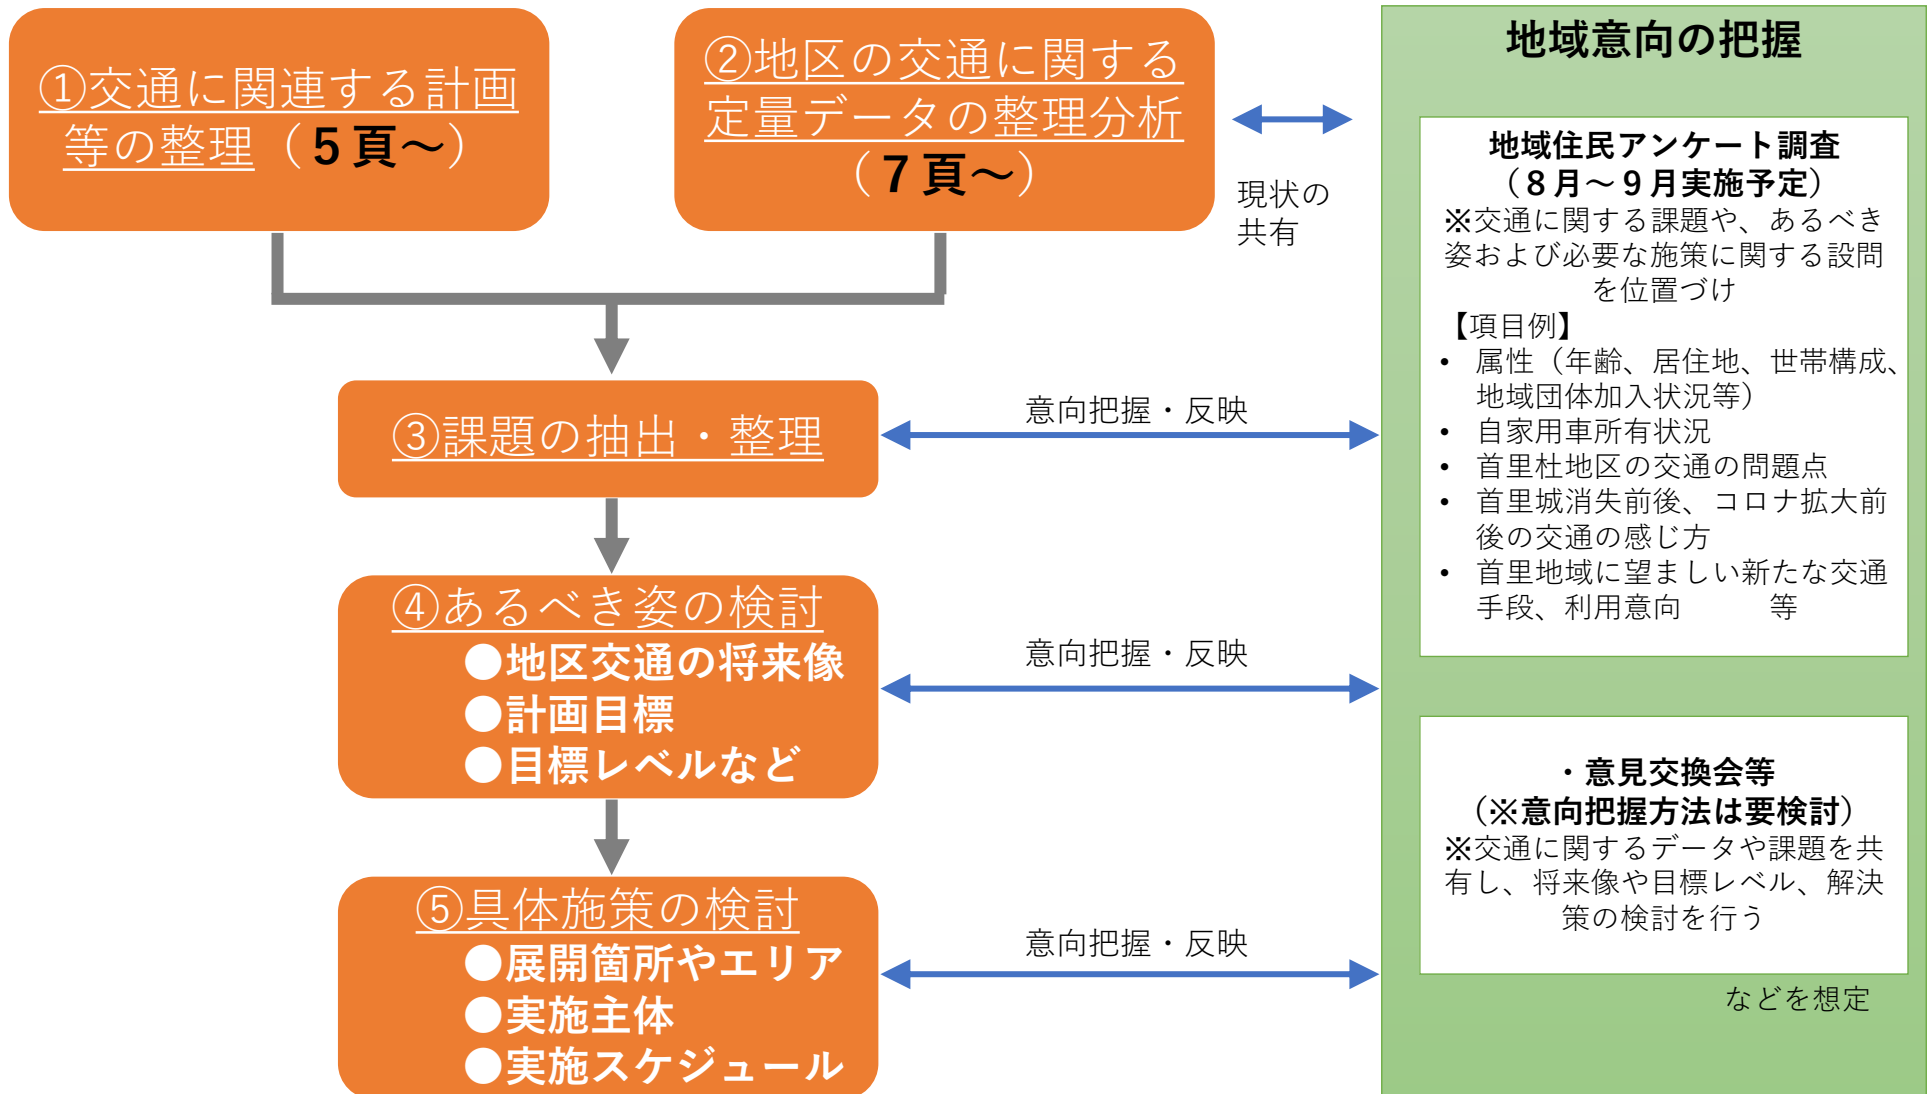 ①交通に関連する計画
等の整理（５頁～）
②地区の交通に関する
定量データの整理分析
（７頁～）
現状の
共有
③課題の抽出・整理
意向把握・反映
④あるべき姿の検討
●地区交通の将来像
●計画目標
●目標レベルなど
意向把握・反映
⑤具体施策の検討
●展開箇所やエリア
●実施主体
●実施スケジュール
意向把握・反映
地域意向の把握
地域住民アンケート調査
（８月～９月実施予定）
※交通に関する課題や、あるべき
姿および必要な施策に関する設問
を位置づけ
【項目例】
• 属性（年齢、居住地、世帯構成、
地域団体加入状況等）
• 自家用車所有状況
• 首里杜地区の交通の問題点
• 首里城消失前後、コロナ拡大前
後の交通の感じ方
• 首里地域に望ましい新たな交通
手段、利用意向　　　等
・意見交換会等
（※意向把握方法は要検討）
※交通に関するデータや課題を共
有し、将来像や目標レベル、解決
策の検討を行う
などを想定